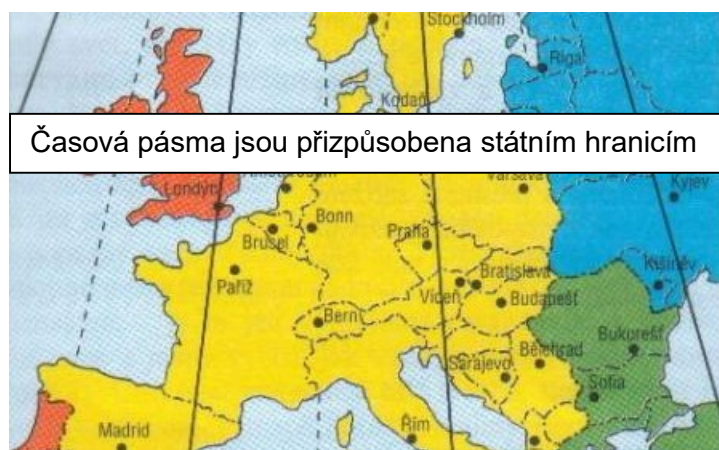 Stockholm
Riga
Kodaň
Časová pásma jsou přizpůsobena státním hranicím
Londýn
Varšava
Kyjev
Bonn
Brusel
Praha
Kišiněv
Paříž
Bratislava
Vídeň
Budapešť
Bern
Bukurešť
Bělehrad
Sarajevo
Sofia
Madrid
Řím